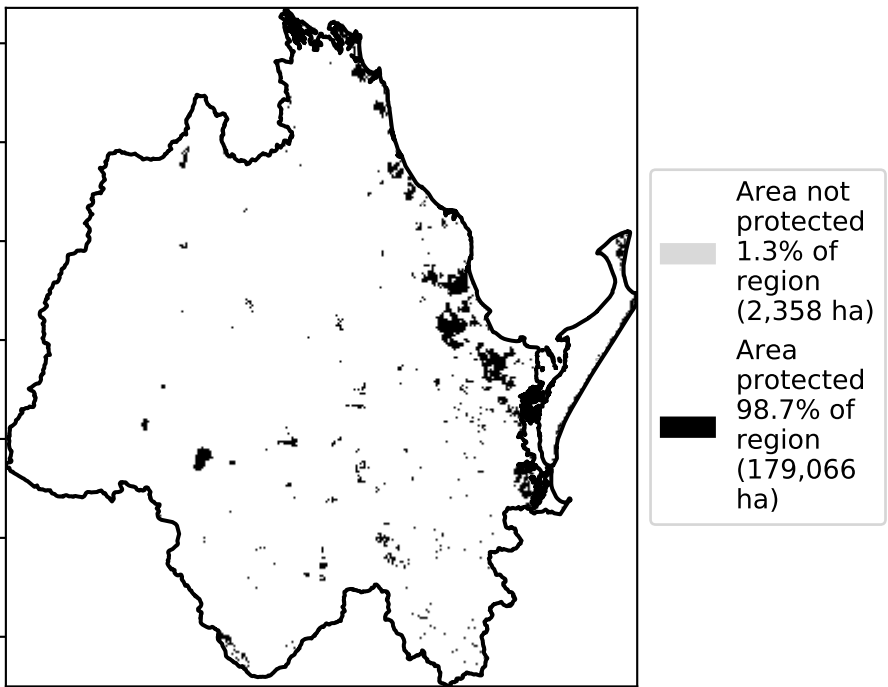 Area not
protected
1.3% of
region
(2,358 ha)
Area
protected
98.7% of
region
(179,066
ha)